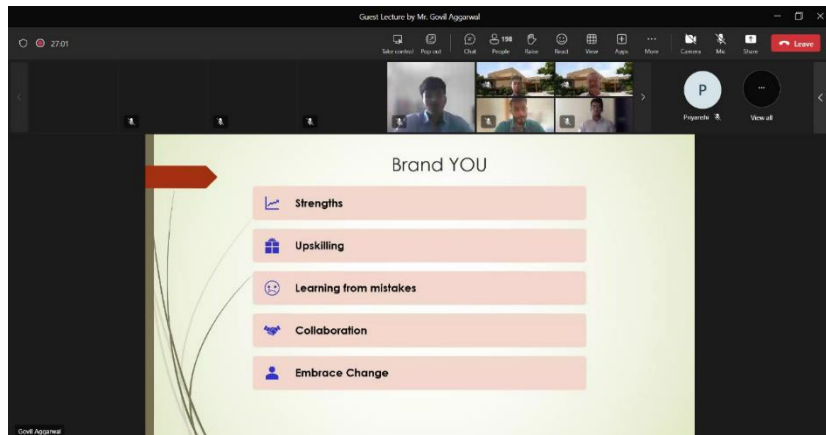 Guest Lecture by Mr. Govil Aggarwal
27:01
Take control Pop out Chat 198 People Raise React View Apps More Camera Mic Share Leave
P
Priyanshi
View all
Brand YOU
Strengths
Upskilling
Learning from mistakes
Collaboration
Embrace Change
Govil Aggarwal